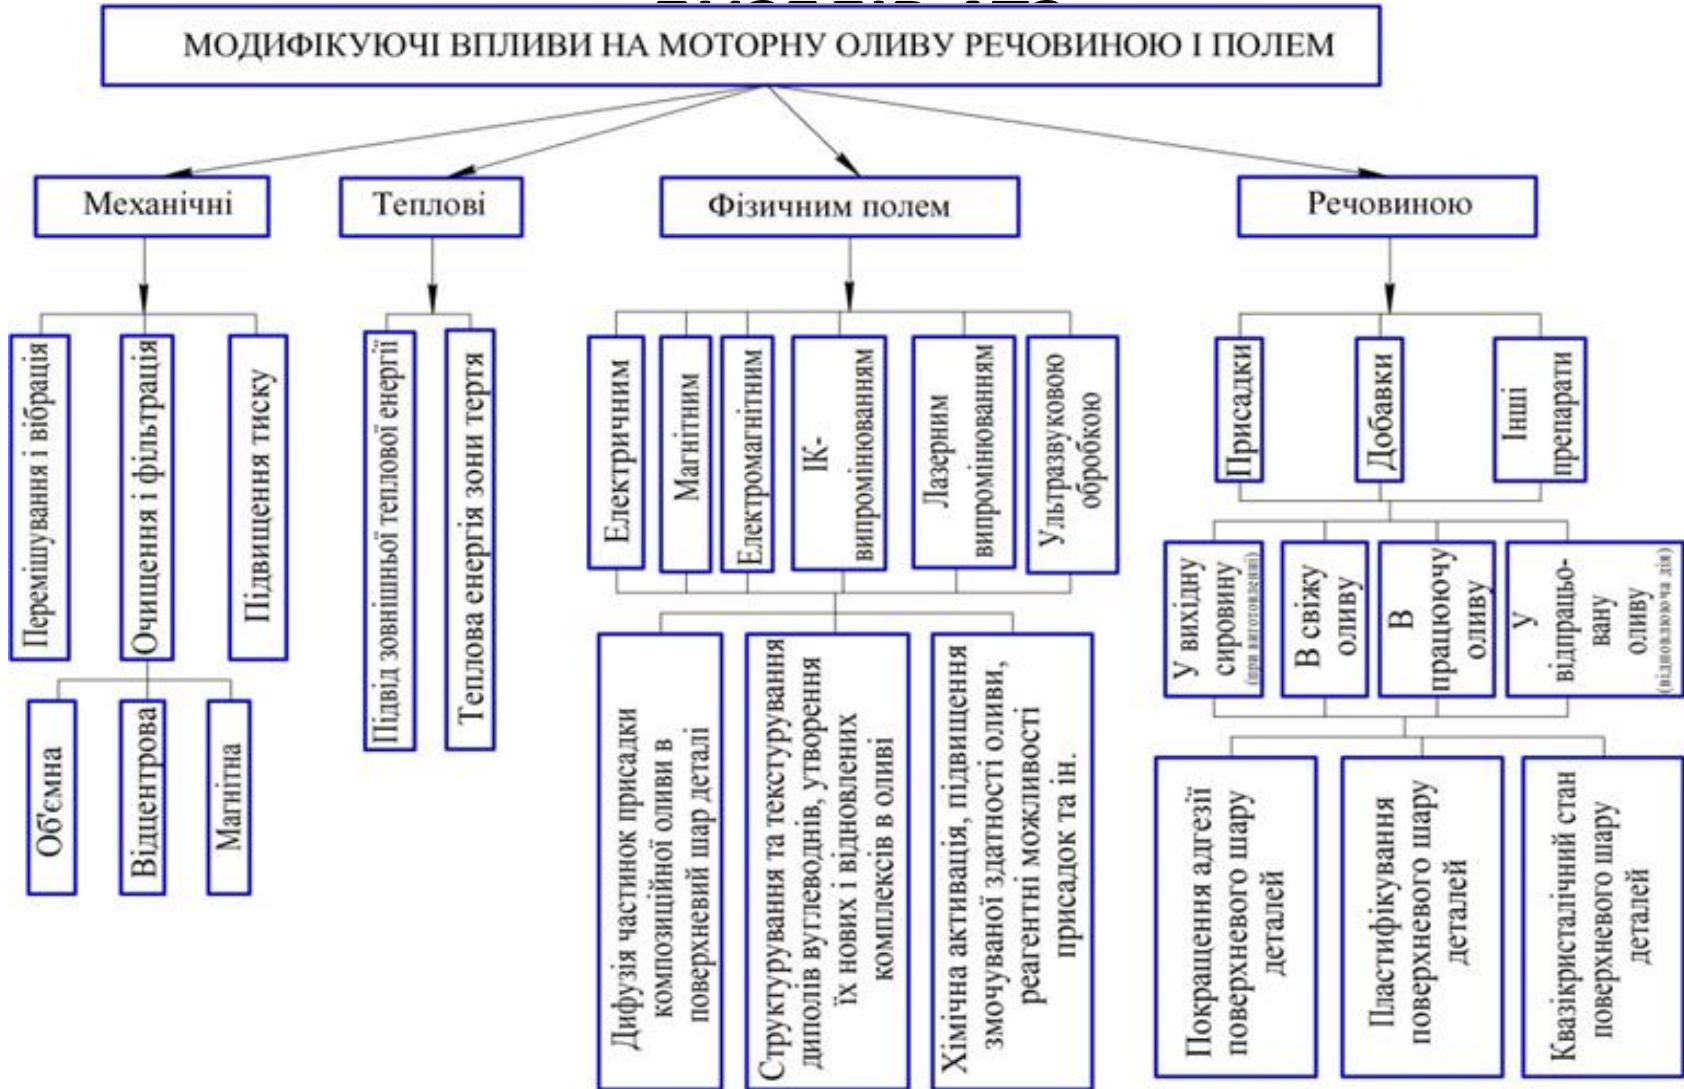 МОДИФІКУЮЧІ ВПЛИВИ НА МОТОРНУ ОЛИВУ РЕЧОВИНОЮ І ПОЛЕМ
Механічні
Теплові
Фізичним полем
Речовиною
Перемішування і вібрація
Очищення і фільтрація
Підвищення тиску
Об'ємна
Відцентрова
Магнітна
Підвід зовнішньої теплової енергії
Теплова енергія зони тертя
Електричним
Магнітним
Електромагнітним
ІК-
випромінюванням
Лазерним
випромінюванням
Ультразвуковою
обробкою
Дифузія частинок присадки
композиційної оливи в
поверхневий шар деталі
Структурування та текстурування
диполів вуглеводнів, утворення
їх нових і відновлених
комплексів в оливі
Хімічна активація, підвищення
змочуваної здатності оливи,
реагентні можливості
присадок та ін.
Присадки
Добавки
Інші
препарати
У вихідну
сировину
(при виготовленні)
В свіжу
оливу
В
працюючу
оливу
У
відпрацьо-
вану
оливу
(відновлююча дія)
Покращення адгезії
поверхневого шару
деталей
Пластифікування
поверхневого шару
деталей
Квазікристалічний стан
поверхневого шару
деталей